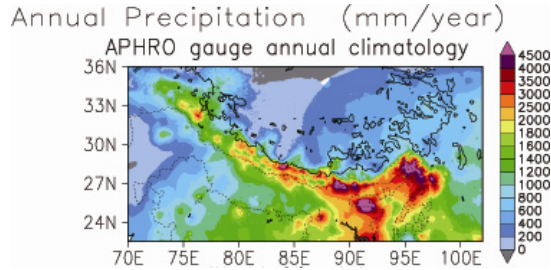 Annual Precipitation (mm/year)
APHRO gauge annual climatology
36N
33N
30N
27N
24N
70E 75E 80E 85E 90E 95E 100E
4500
4000
3500
3000
2500
2000
1800
1600
1400
1200
1000
800
600
400
200
0